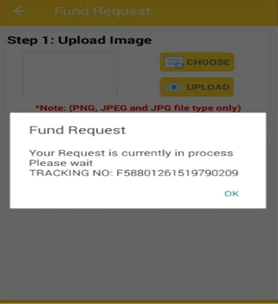 Fund Request
Step 1: Upload Image
CHOOSE
UPLOAD
*Note: (PNG, JPEG and JPG file type only)
Fund Request
Your Request is currently in process
Please wait
TRACKING NO: F58801261519790209
OK